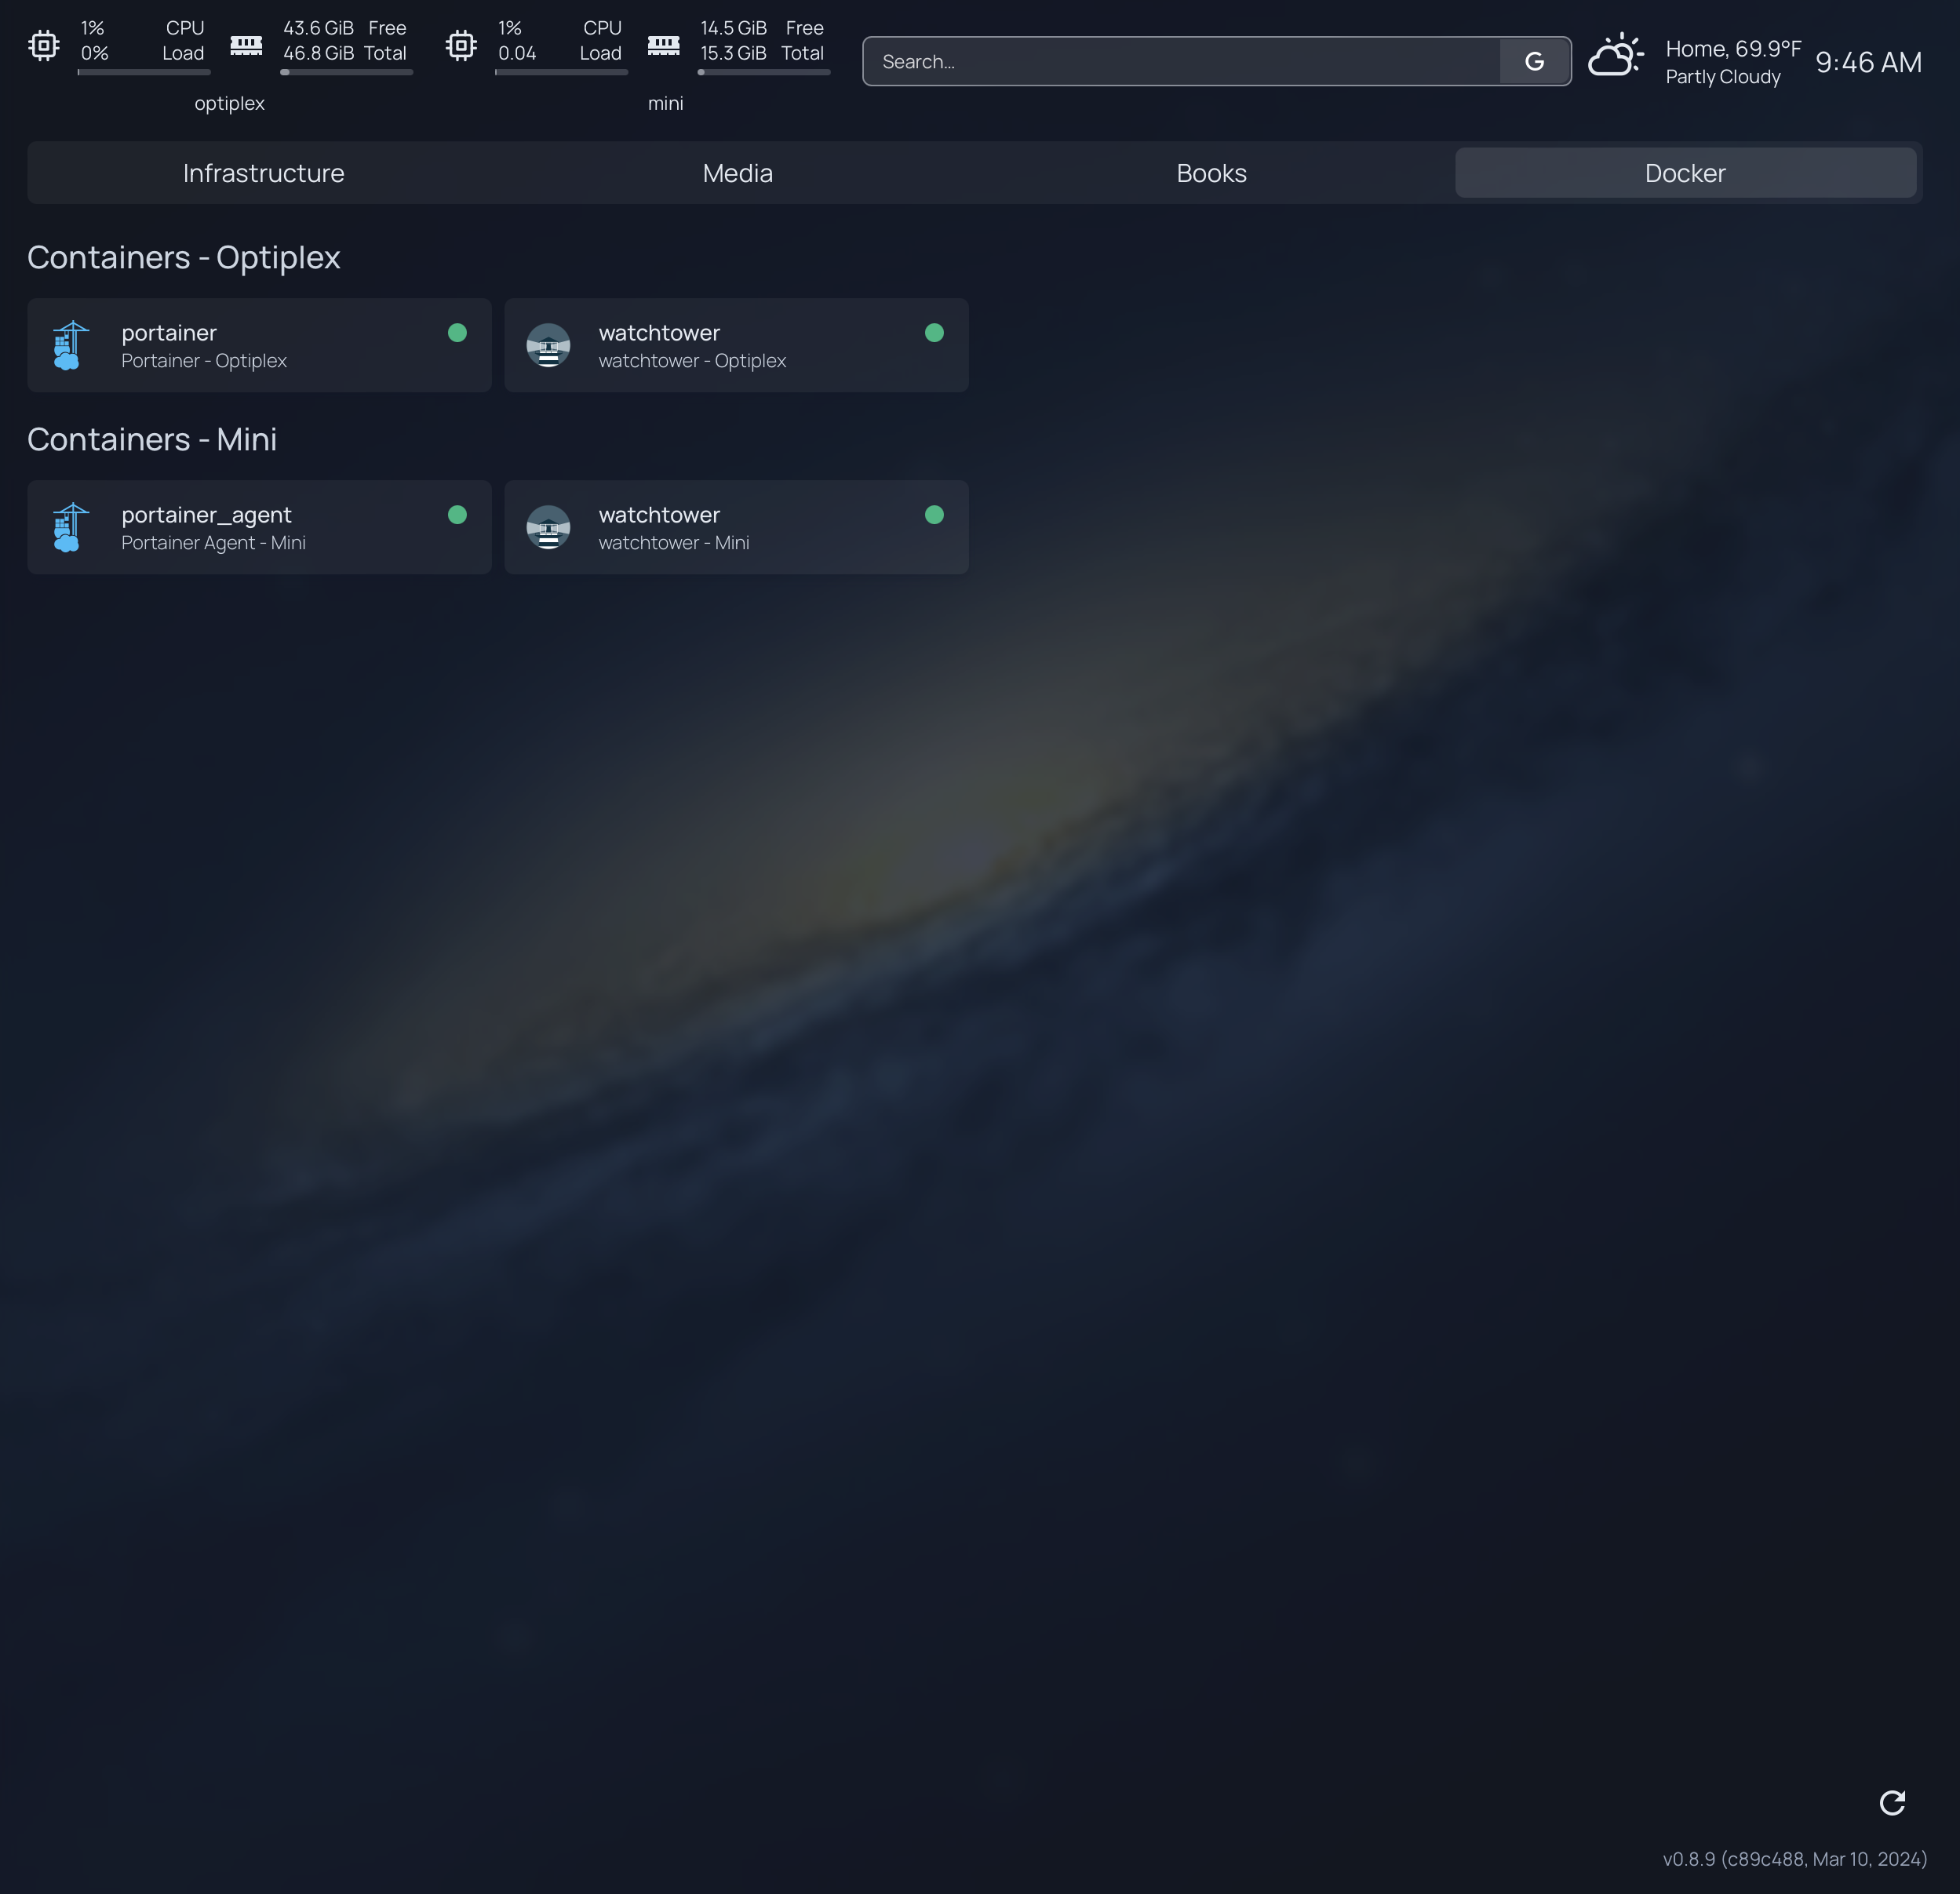 1% CPU
0% Load
43.6 GiB Free
46.8 GiB Total
optiplex
1% CPU
0.04 Load
14.5 GiB Free
15.3 GiB Total
mini
Search...
G
Home, 69.9°F
Partly Cloudy
9:46 AM
Infrastructure
Media
Books
Docker
Containers - Optiplex
portainer
Portainer - Optiplex
watchtower
watchtower - Optiplex
Containers - Mini
portainer_agent
Portainer Agent - Mini
watchtower
watchtower - Mini
v0.8.9 (c89c488, Mar 10, 2024)